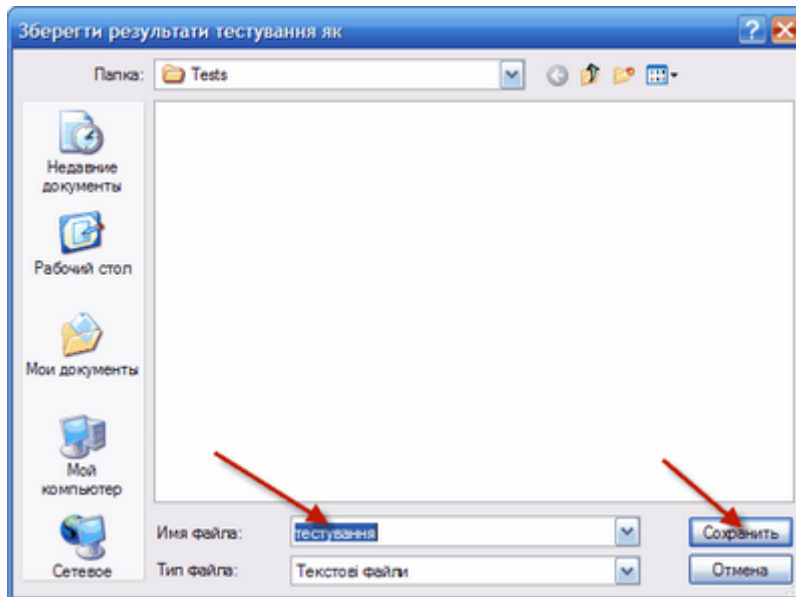 Зберегти результати тестування як
Папка: Tests
Недавние
документы
Рабочий стол
Мои документы
Мой
компьютер
Сетевое
Имя файла: тестування
Сохранить
Тип файла: Текстові файли
Отмена